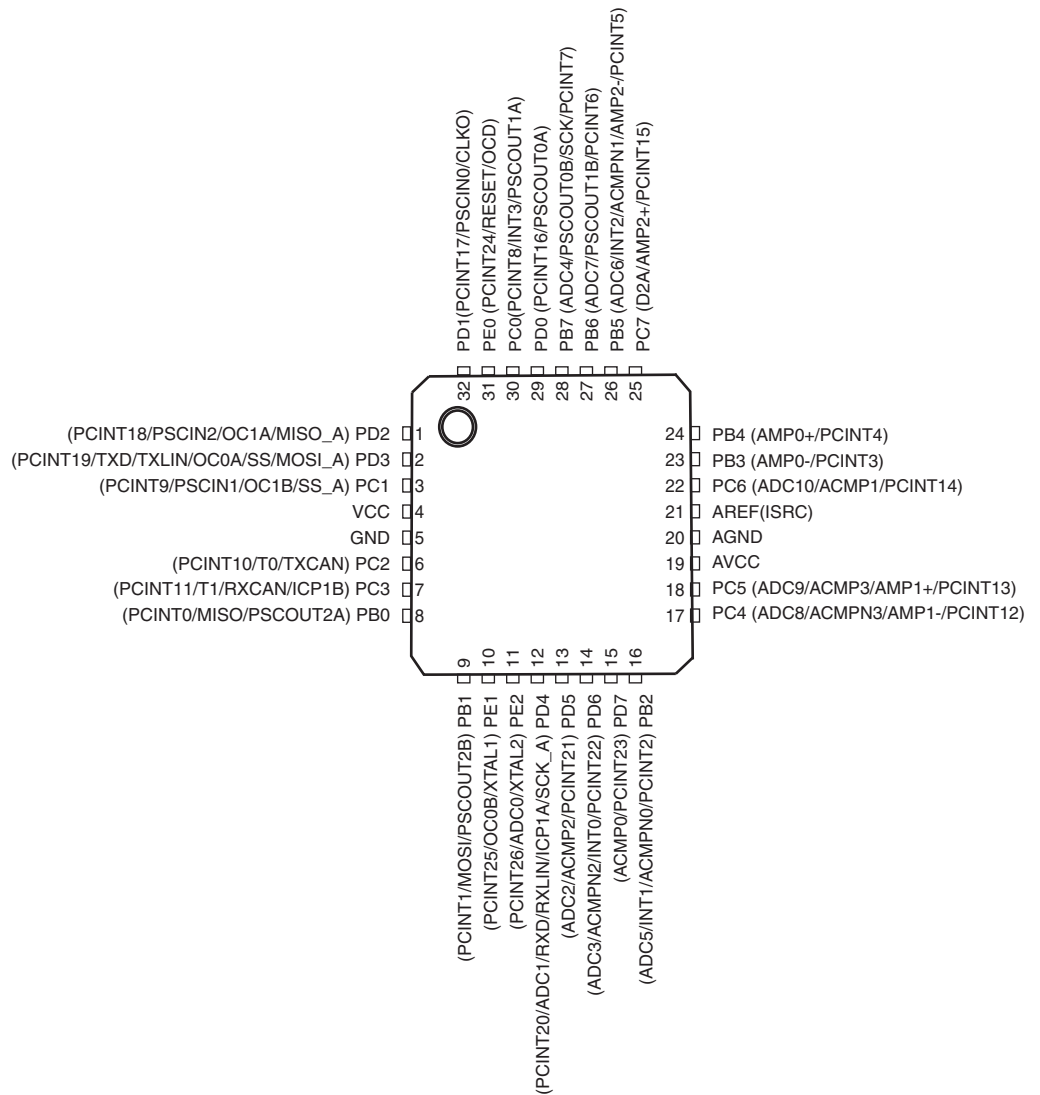 PD1(PCINT17/PSCIN0/CLKO)
PE0 (PCINT24/RESET/OCD)
PC0(PCINT8/INT3/PSCOUT1A)
PD0 (PCINT16/PSCOUT0A)
PB7 (ADC4/PSCOUT0B/SCK/PCINT7)
PB6 (ADC7/PSCOUT1B/PCINT6)
PB5 (ADC6/INT2/ACMPN1/AMP2-/PCINT5)
PC7 (D2A/AMP2+/PCINT15)
32
31
30
29
28
27
26
25
(PCINT18/PSCIN2/OC1A/MISO_A) PD2 1
(PCINT19/TXD/TXLIN/OC0A/SS/MOSI_A) PD3 2
(PCINT9/PSCIN1/OC1B/SS_A) PC1 3
VCC 4
GND 5
(PCINT10/T0/TXCAN) PC2 6
(PCINT11/T1/RXCAN/ICP1B) PC3 7
(PCINT0/MISO/PSCOUT2A) PB0 8
24 PB4 (AMP0+/PCINT4)
23 PB3 (AMP0-/PCINT3)
22 PC6 (ADC10/ACMP1/PCINT14)
21 AREF(ISRC)
20 AGND
19 AVCC
18 PC5 (ADC9/ACMP3/AMP1+/PCINT13)
17 PC4 (ADC8/ACMPN3/AMP1-/PCINT12)
9
10
11
12
13
14
15
16
(PCINT1/MOSI/PSCOUT2B) PB1
(PCINT25/OC0B/XTAL1) PE1
(PCINT26/ADC0/XTAL2) PE2
(PCINT20/ADC1/RXD/RXLIN/ICP1A/SCK_A) PD4
(ADC2/ACMP2/PCINT21) PD5
(ADC3/ACMPN2/INT0/PCINT22) PD6
(ACMP0/PCINT23) PD7
(ADC5/INT1/ACMPN0/PCINT2) PB2